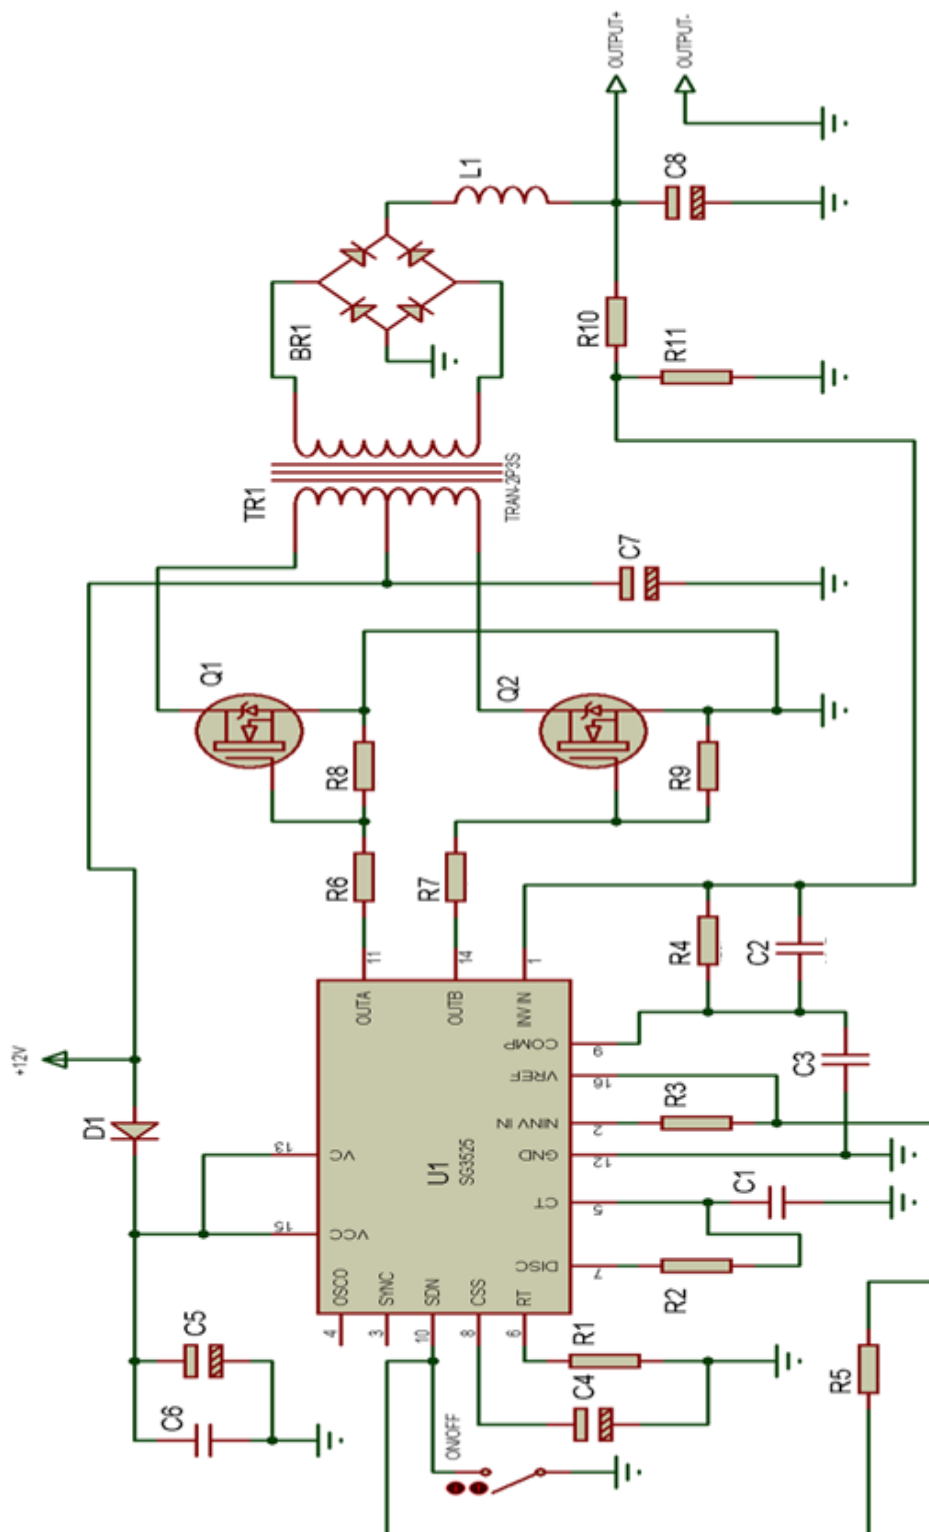 OUTPUT+
OUTPUT-
L1
C8
BR1
R10
R11
TR1
TRAN-2P3S
C7
Q1
Q2
R8
R9
R6
R7
R4
C2
C3
+12V
D1
11
14
1
OUTA
OUTB
INV IN
COMP
9
VREF
16
NINV IN
2
R3
GND
12
CT
5
C1
DISC
7
R2
VC
13
VCC
15
U1
SG3525
OSCO
SYNC
SDN
CSS
RT
4
3
10
8
6
C5
C6
R1
C4
R5
ON/OFF